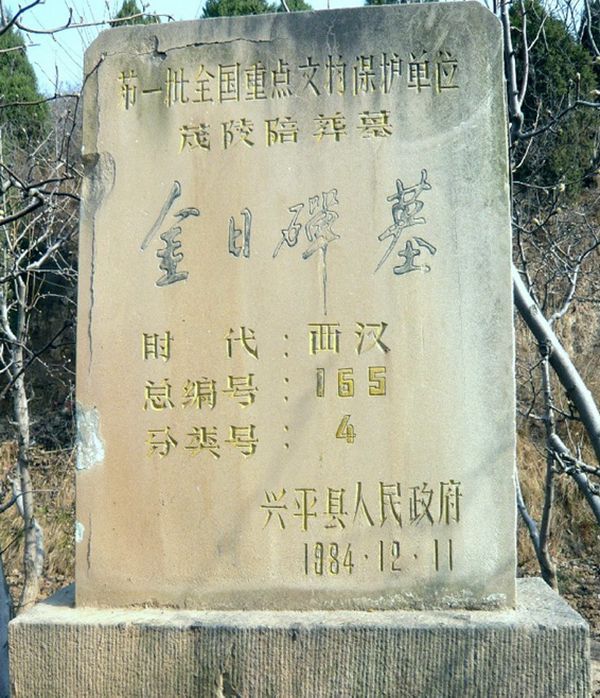 第一批全国重点文物保护单位
茂陵陪葬墓
金日磾墓
时代：西汉
总编号：165
分类号：4
兴平县人民政府
1984·12·11